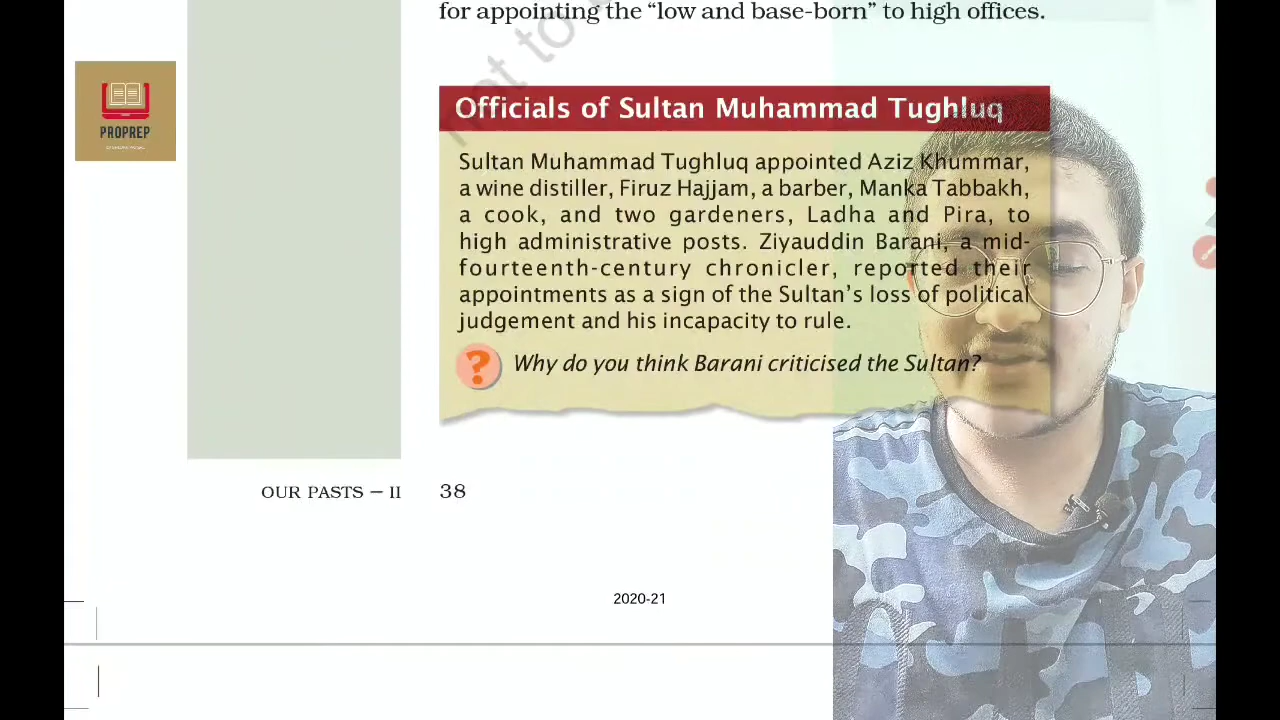 for appointing the “low and base-born” to high offices.
not to
PROPREP
Officials of Sultan Muhammad Tughluq
Sultan Muhammad Tughluq appointed Aziz Khummar,
a wine distiller, Firuz Hajjam, a barber, Manka Tabbakh,
a cook, and two gardeners, Ladha and Pira, to
high administrative posts. Ziyauddin Barani, a mid-
fourteenth-century chronicler, reported their
appointments as a sign of the Sultan’s loss of political
judgement and his incapacity to rule.
? Why do you think Barani criticised the Sultan?
OUR PASTS – II 38
2020-21